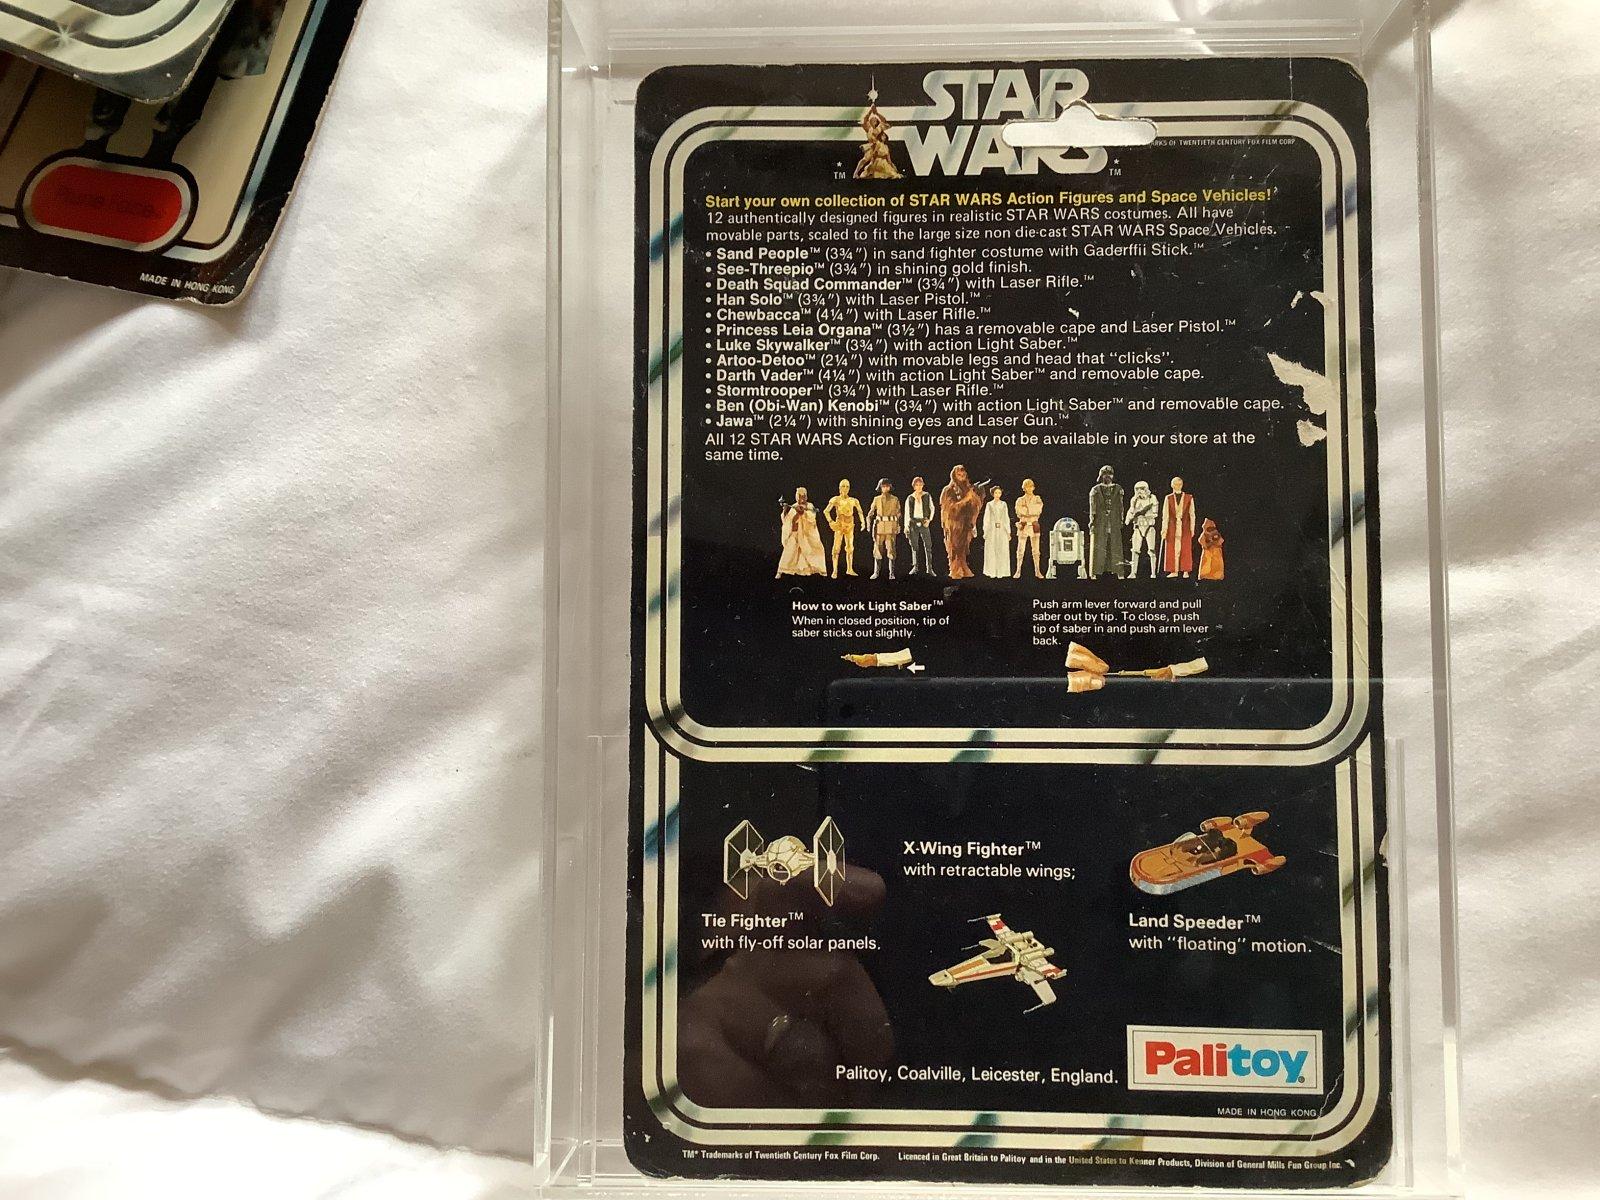 STAR
WARS
TM
TM
ARKS OF TWENTIETH CENTURY FOX FILM CORP
Start your own collection of STAR WARS Action Figures and Space Vehicles!
12 authentically designed figures in realistic STAR WARS costumes. All have
movable parts, scaled to fit the large size non die-cast STAR WARS Space Vehicles.
• Sand People™ (3¾") in sand fighter costume with Gaderffii Stick.™
• See-Threepio™ (3¾") in shining gold finish.
• Death Squad Commander™ (3¾") with Laser Rifle.™
• Han Solo™ (3¾") with Laser Pistol.™
• Chewbacca™ (4¼") with Laser Rifle.™
• Princess Leia Organa™ (3½") has a removable cape and Laser Pistol.™
• Luke Skywalker™ (3¾") with action Light Saber.™
• Artoo-Detoo™ (2¼") with movable legs and head that "clicks".
• Darth Vader™ (4¼") with action Light Saber™ and removable cape.
• Stormtrooper™ (3¾") with Laser Rifle.™
• Ben (Obi-Wan) Kenobi™ (3¾") with action Light Saber™ and removable cape.
• Jawa™ (2¼") with shining eyes and Laser Gun.™
All 12 STAR WARS Action Figures may not be available in your store at the
same time.
How to work Light Saber™
When in closed position, tip of
saber sticks out slightly.
Push arm lever forward and pull
saber out by tip. To close, push
tip of saber in and push arm lever
back.
Tie Fighter™
with fly-off solar panels.
X-Wing Fighter™
with retractable wings;
Land Speeder™
with "floating" motion.
Palitoy, Coalville, Leicester, England.
Palitoy
MADE IN HONG KONG
TM* Trademarks of Twentieth Century Fox Film Corp. Licenced in Great Britain to Palitoy and in the United States to Kenner Products, Division of General Mills Fun Group Inc.
MADE IN HONG KONG